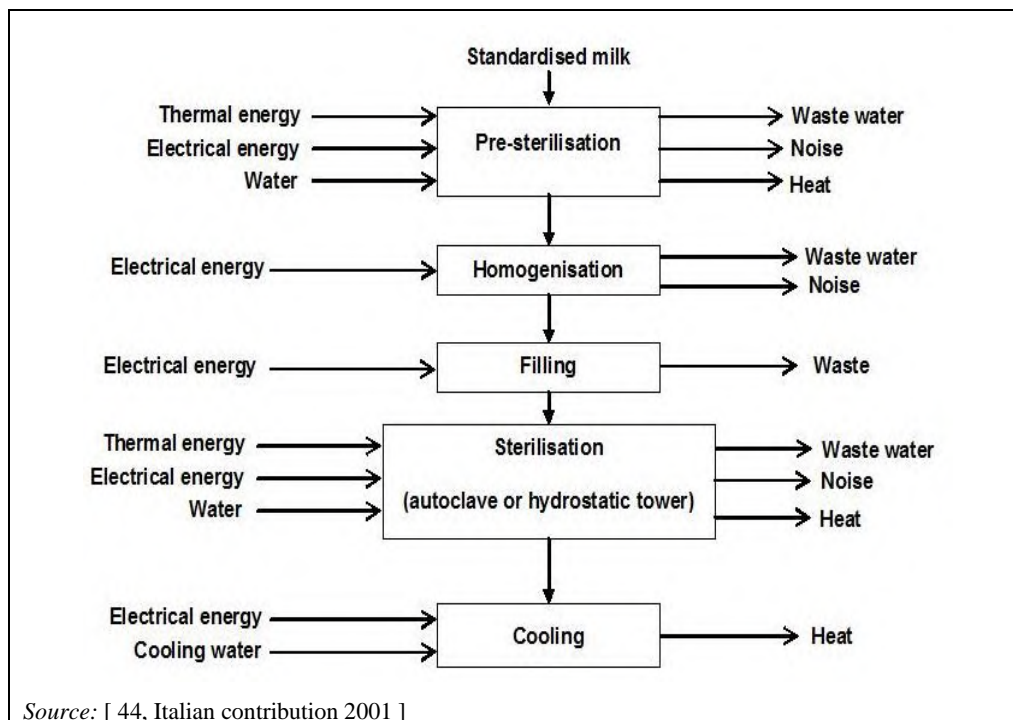 Standardised milk
Thermal energy
Electrical energy
Water
Pre-sterilisation
Waste water
Noise
Heat
Electrical energy
Homogenisation
Waste water
Noise
Electrical energy
Filling
Waste
Thermal energy
Electrical energy
Water
Sterilisation
(autoclave or hydrostatic tower)
Waste water
Noise
Heat
Electrical energy
Cooling water
Cooling
Heat
Source: [ 44, Italian contribution 2001 ]